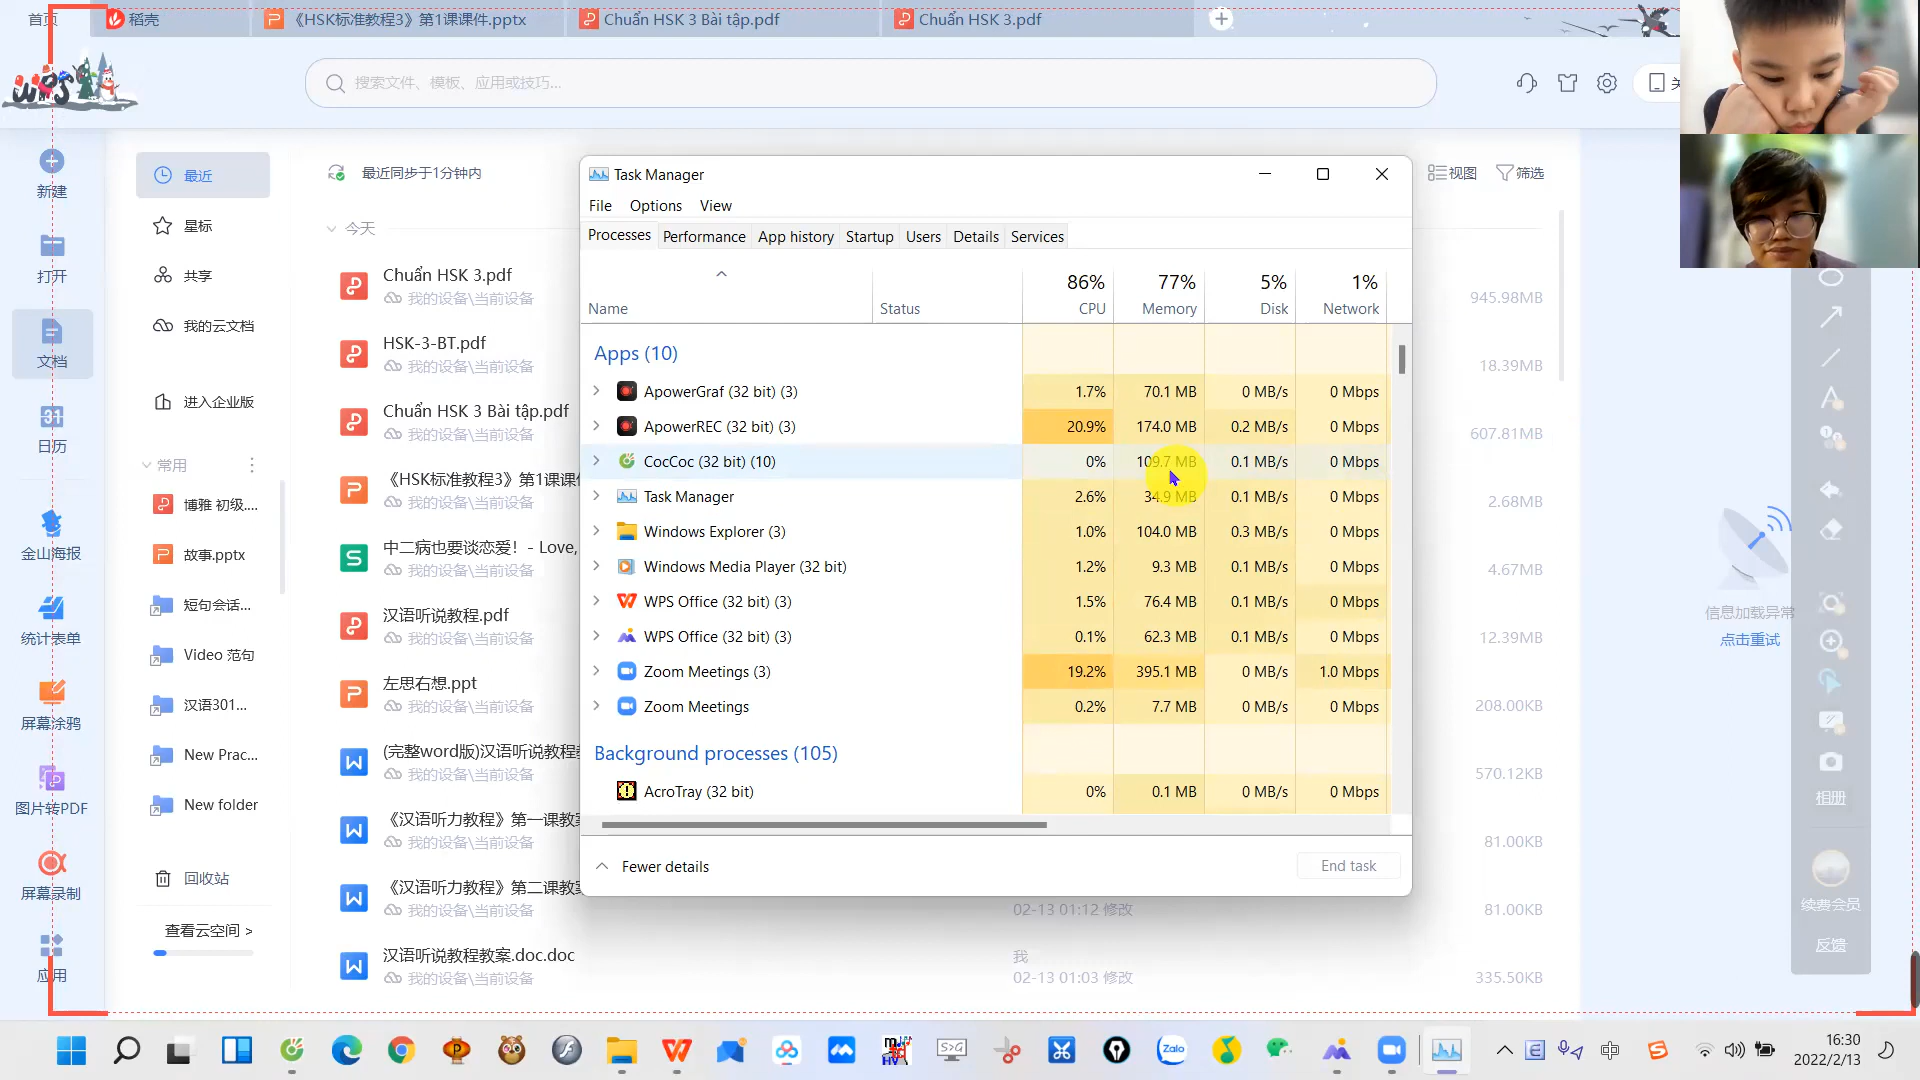 首页
稻壳
《HSK标准教程3》第1课课件.pptx
Chuẩn HSK 3 Bài tập.pdf
Chuẩn HSK 3.pdf
搜索文件、模板、应用或技巧...
新建
打开
文档
31
日历
金山海报
统计表单
屏幕涂鸦
图片转PDF
屏幕录制
应用
最近
星标
共享
我的云文档
进入企业版
常用
博雅 初级....
故事.pptx
短句会话...
Video 范句
汉语301...
New Prac...
New folder
回收站
查看云空间 >
最近同步于1分钟内
视图
筛选
今天
Chuẩn HSK 3.pdf
我的设备\当前设备
945.98MB
HSK-3-BT.pdf
我的设备\当前设备
18.39MB
Chuẩn HSK 3 Bài tập.pdf
我的设备\当前设备
607.81MB
《HSK标准教程3》第1课课件
我的设备\当前设备
2.68MB
中二病也要谈恋爱！- Love,
我的设备\当前设备
4.67MB
汉语听说教程.pdf
我的设备\当前设备
12.39MB
左思右想.ppt
我的设备\当前设备
208.00KB
(完整word版)汉语听说教程
我的设备\当前设备
570.12KB
《汉语听力教程》第一课教案
我的设备\当前设备
81.00KB
《汉语听力教程》第二课教案
我的设备\当前设备
02-13 01:12 修改
81.00KB
汉语听说教程教案.doc.doc
我的设备\当前设备
我
02-13 01:03 修改
335.50KB
Task Manager
File Options View
Processes Performance App history Startup Users Details Services
86% 77% 5% 1%
Name Status CPU Memory Disk Network
Apps (10)
ApowerGraf (32 bit) (3) 1.7% 70.1 MB 0 MB/s 0 Mbps
ApowerREC (32 bit) (3) 20.9% 174.0 MB 0.2 MB/s 0 Mbps
CocCoc (32 bit) (10) 0% 109.7 MB 0.1 MB/s 0 Mbps
Task Manager 2.6% 34.9 MB 0.1 MB/s 0 Mbps
Windows Explorer (3) 1.0% 104.0 MB 0.3 MB/s 0 Mbps
Windows Media Player (32 bit) 1.2% 9.3 MB 0.1 MB/s 0 Mbps
WPS Office (32 bit) (3) 1.5% 76.4 MB 0.1 MB/s 0 Mbps
WPS Office (32 bit) (3) 0.1% 62.3 MB 0.1 MB/s 0 Mbps
Zoom Meetings (3) 19.2% 395.1 MB 0 MB/s 1.0 Mbps
Zoom Meetings 0.2% 7.7 MB 0 MB/s 0 Mbps
Background processes (105)
AcroTray (32 bit) 0% 0.1 MB 0 MB/s 0 Mbps
Fewer details
End task
信息加载异常
点击重试
相册
续费会员
反馈
Zalo
中
16:30
2022/2/13